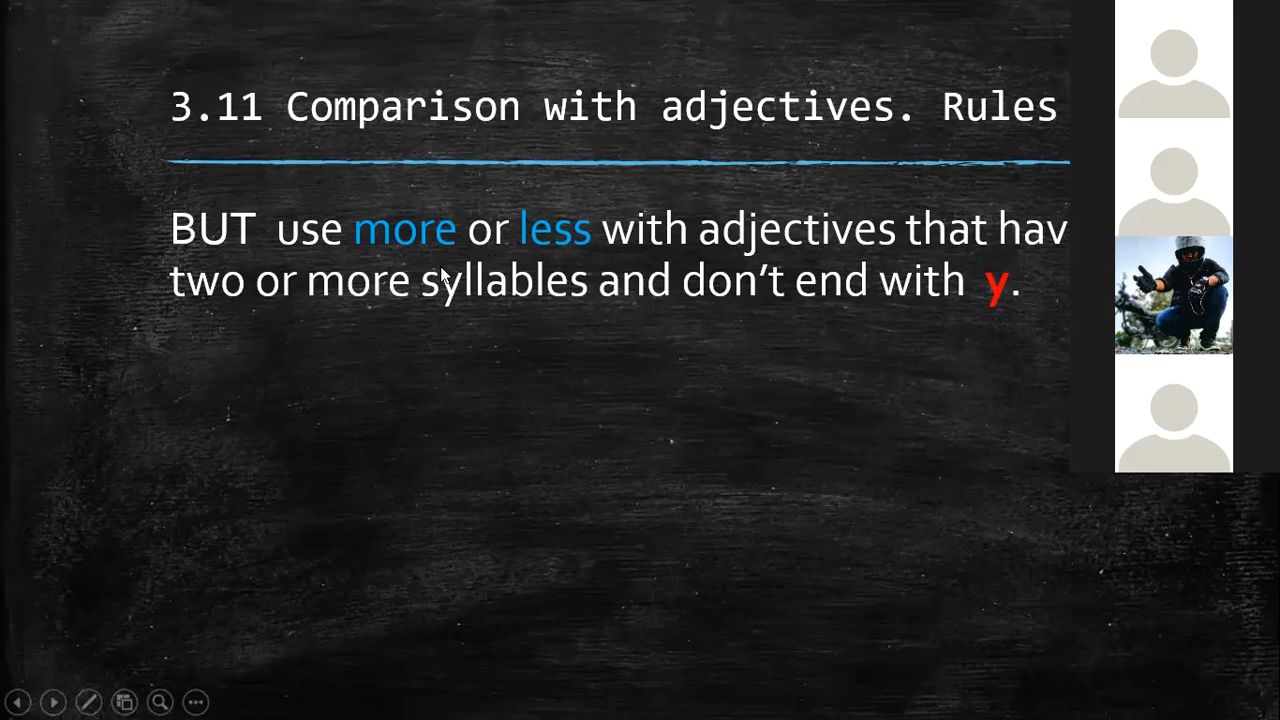 3.11 Comparison with adjectives. Rules
BUT use more or less with adjectives that hav
two or more syllables and don’t end with y.